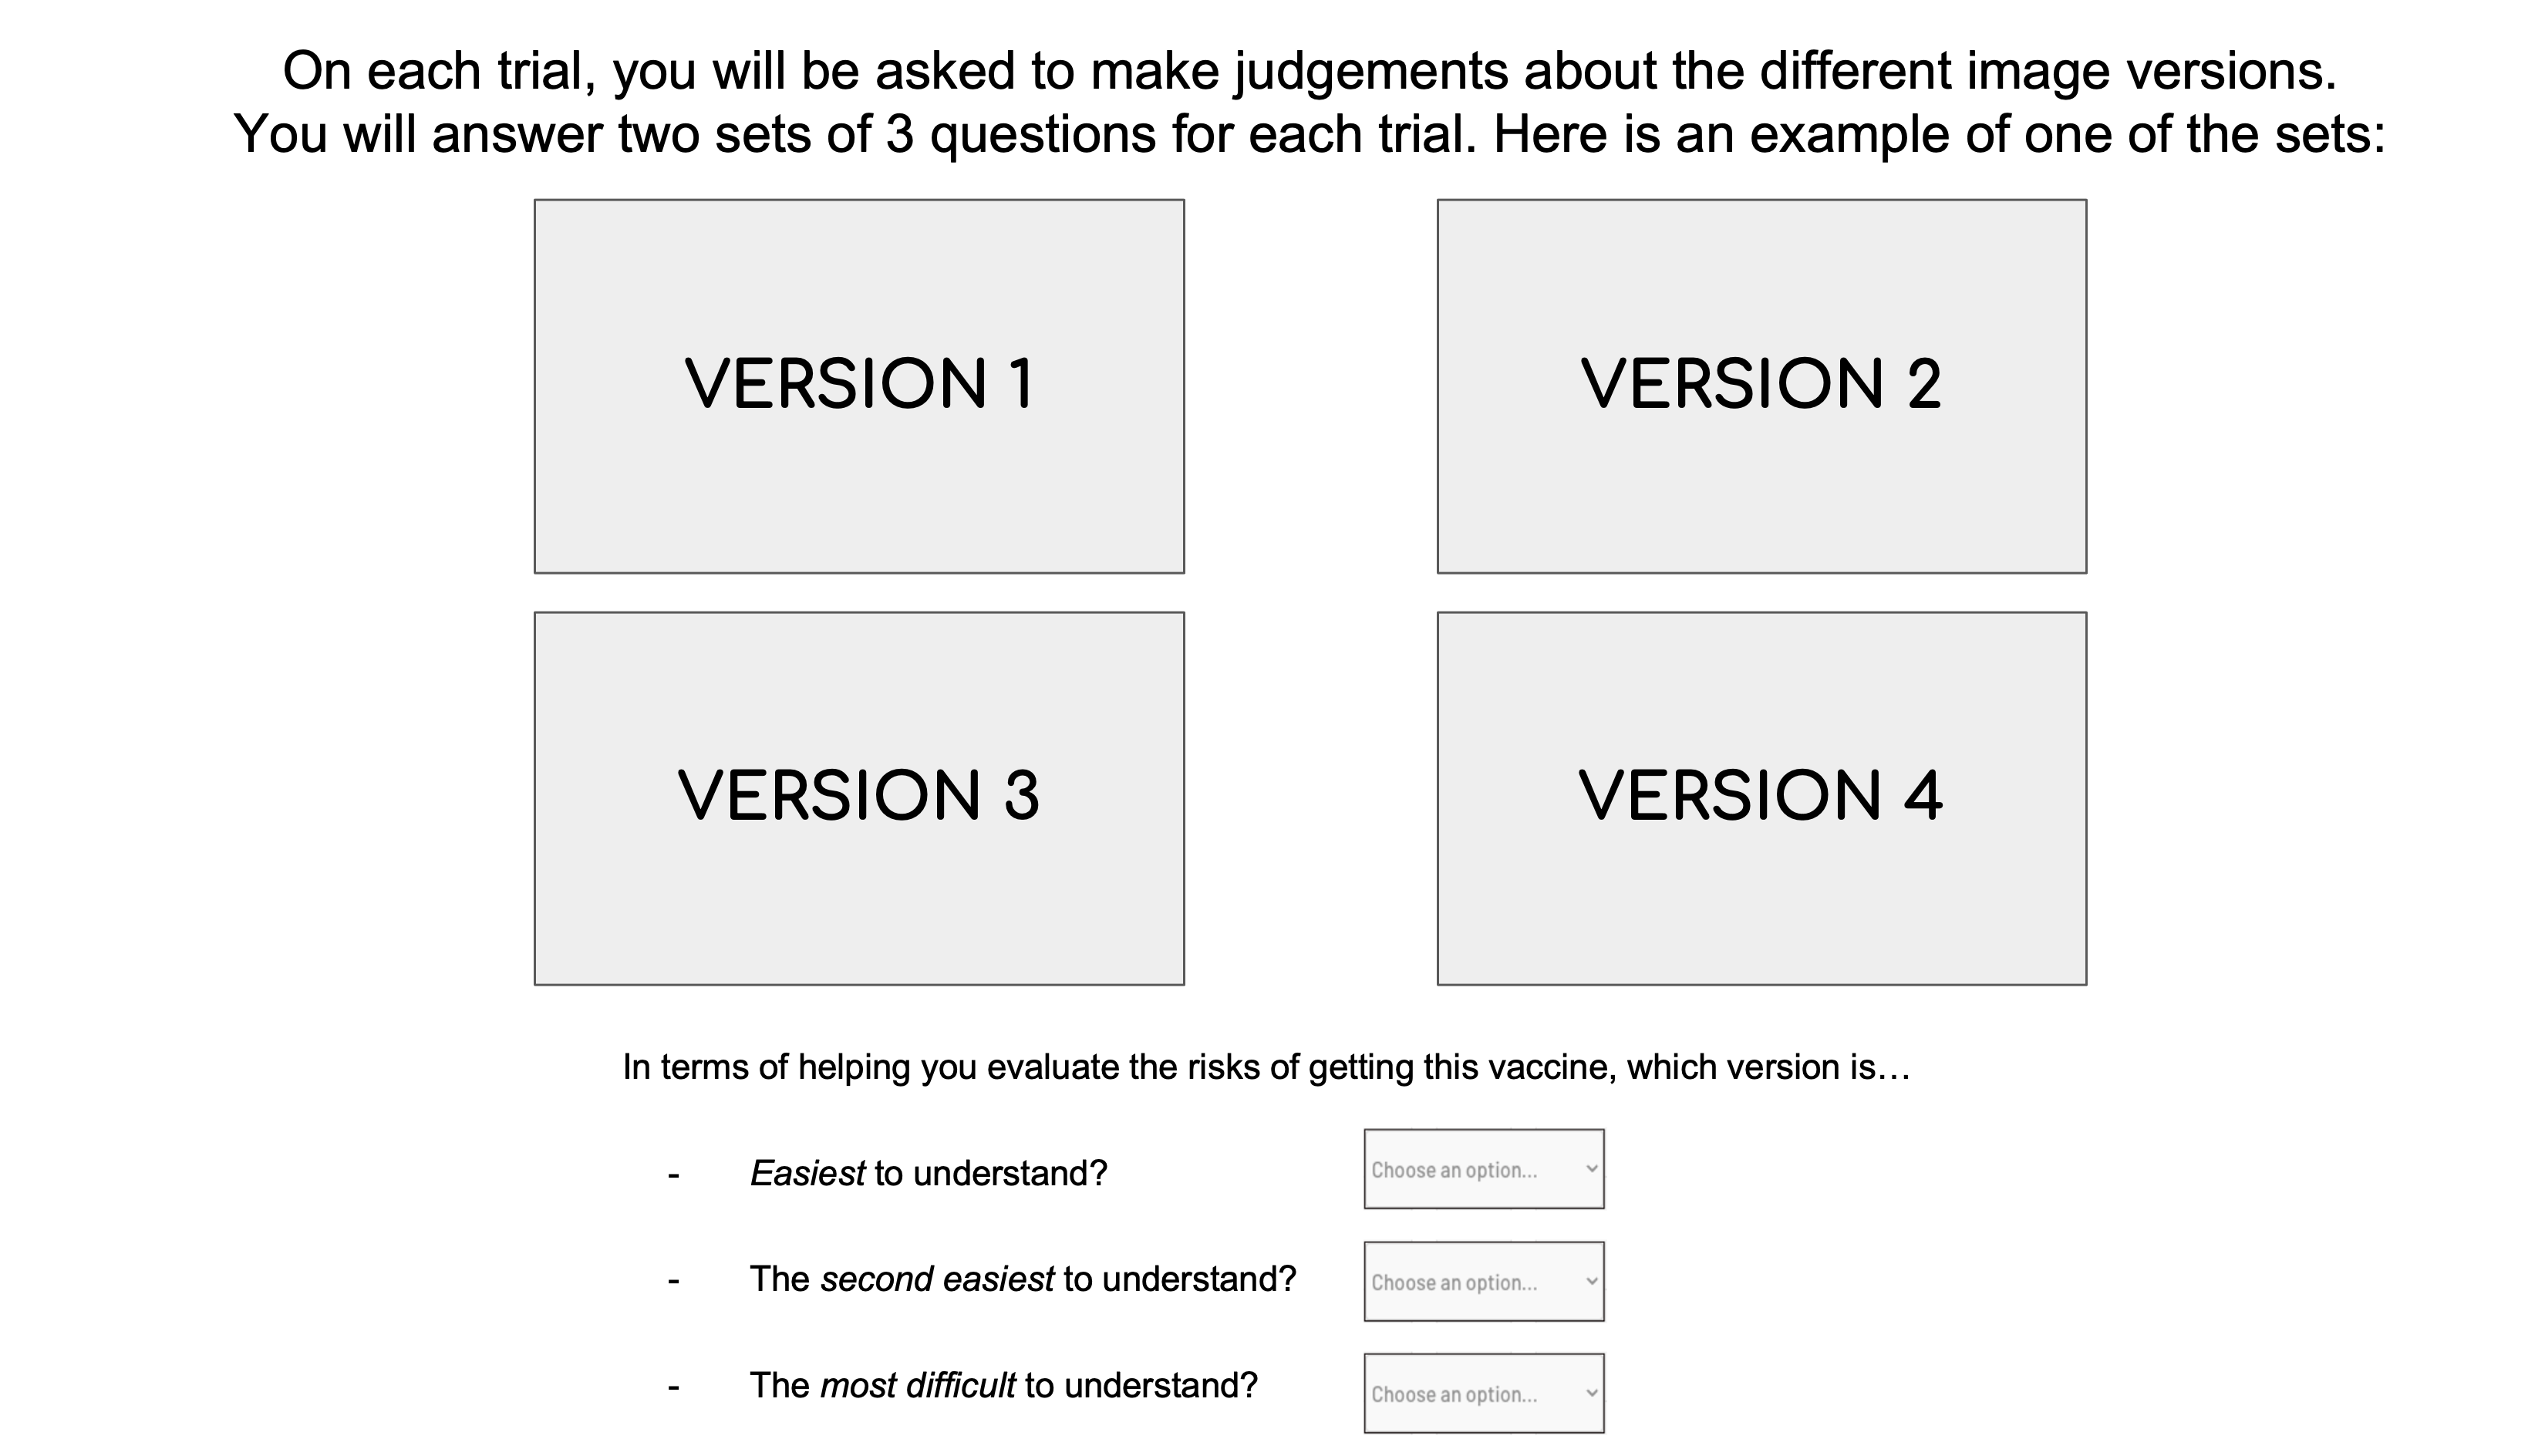 On each trial, you will be asked to make judgements about the different image versions.
You will answer two sets of 3 questions for each trial. Here is an example of one of the sets:
VERSION 1
VERSION 2
VERSION 3
VERSION 4
In terms of helping you evaluate the risks of getting this vaccine, which version is...
- Easiest to understand? Choose an option...
- The second easiest to understand? Choose an option...
- The most difficult to understand? Choose an option...